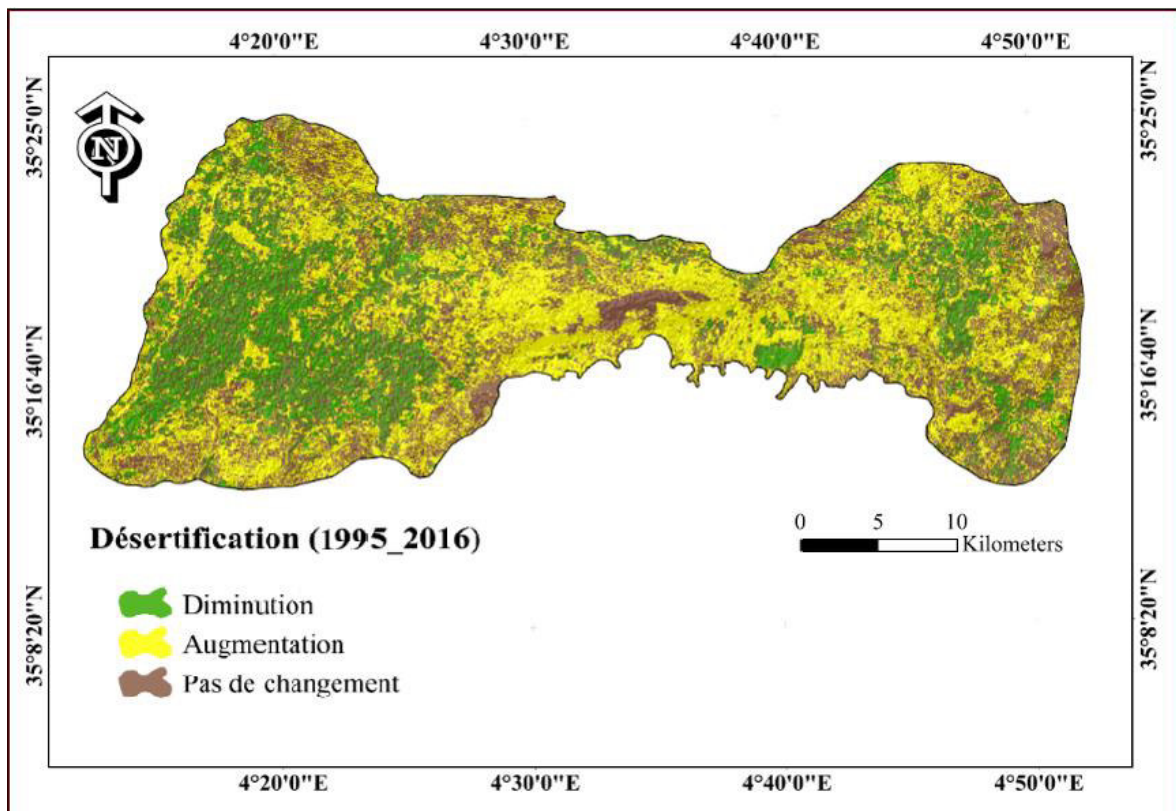 4°20'0"E 4°30'0"E 4°40'0"E 4°50'0"E
35°25'0"N 35°25'0"N
N
35°16'40"N 35°16'40"N
Désertification (1995_2016)
0 5 10
Kilometers
Diminution
Augmentation
Pas de changement
35°8'20"N 35°8'20"N
4°20'0"E 4°30'0"E 4°40'0"E 4°50'0"E